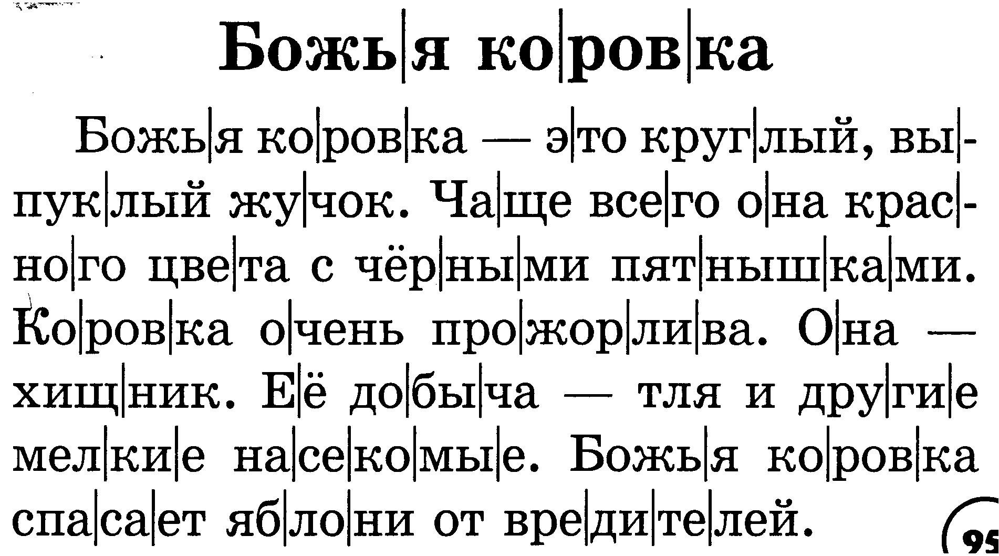 Божь|я ко|ров|ка
Божь|я ко|ров|ка — э|то круг|лый, вы|-
пук|лый жу|чок. Ча|ще все|го о|на крас|-
но|го цве|та с чёр|ны|ми пят|ныш|ка|ми.
Ко|ров|ка о|чень про|жор|ли|ва. О|на —
хищ|ник. Е|ё до|бы|ча — тля и дру|ги|е
мел|ки|е на|се|ко|мы|е. Божь|я ко|ров|ка
спа|са|ет яб|ло|ни от вре|ди|те|лей.
95